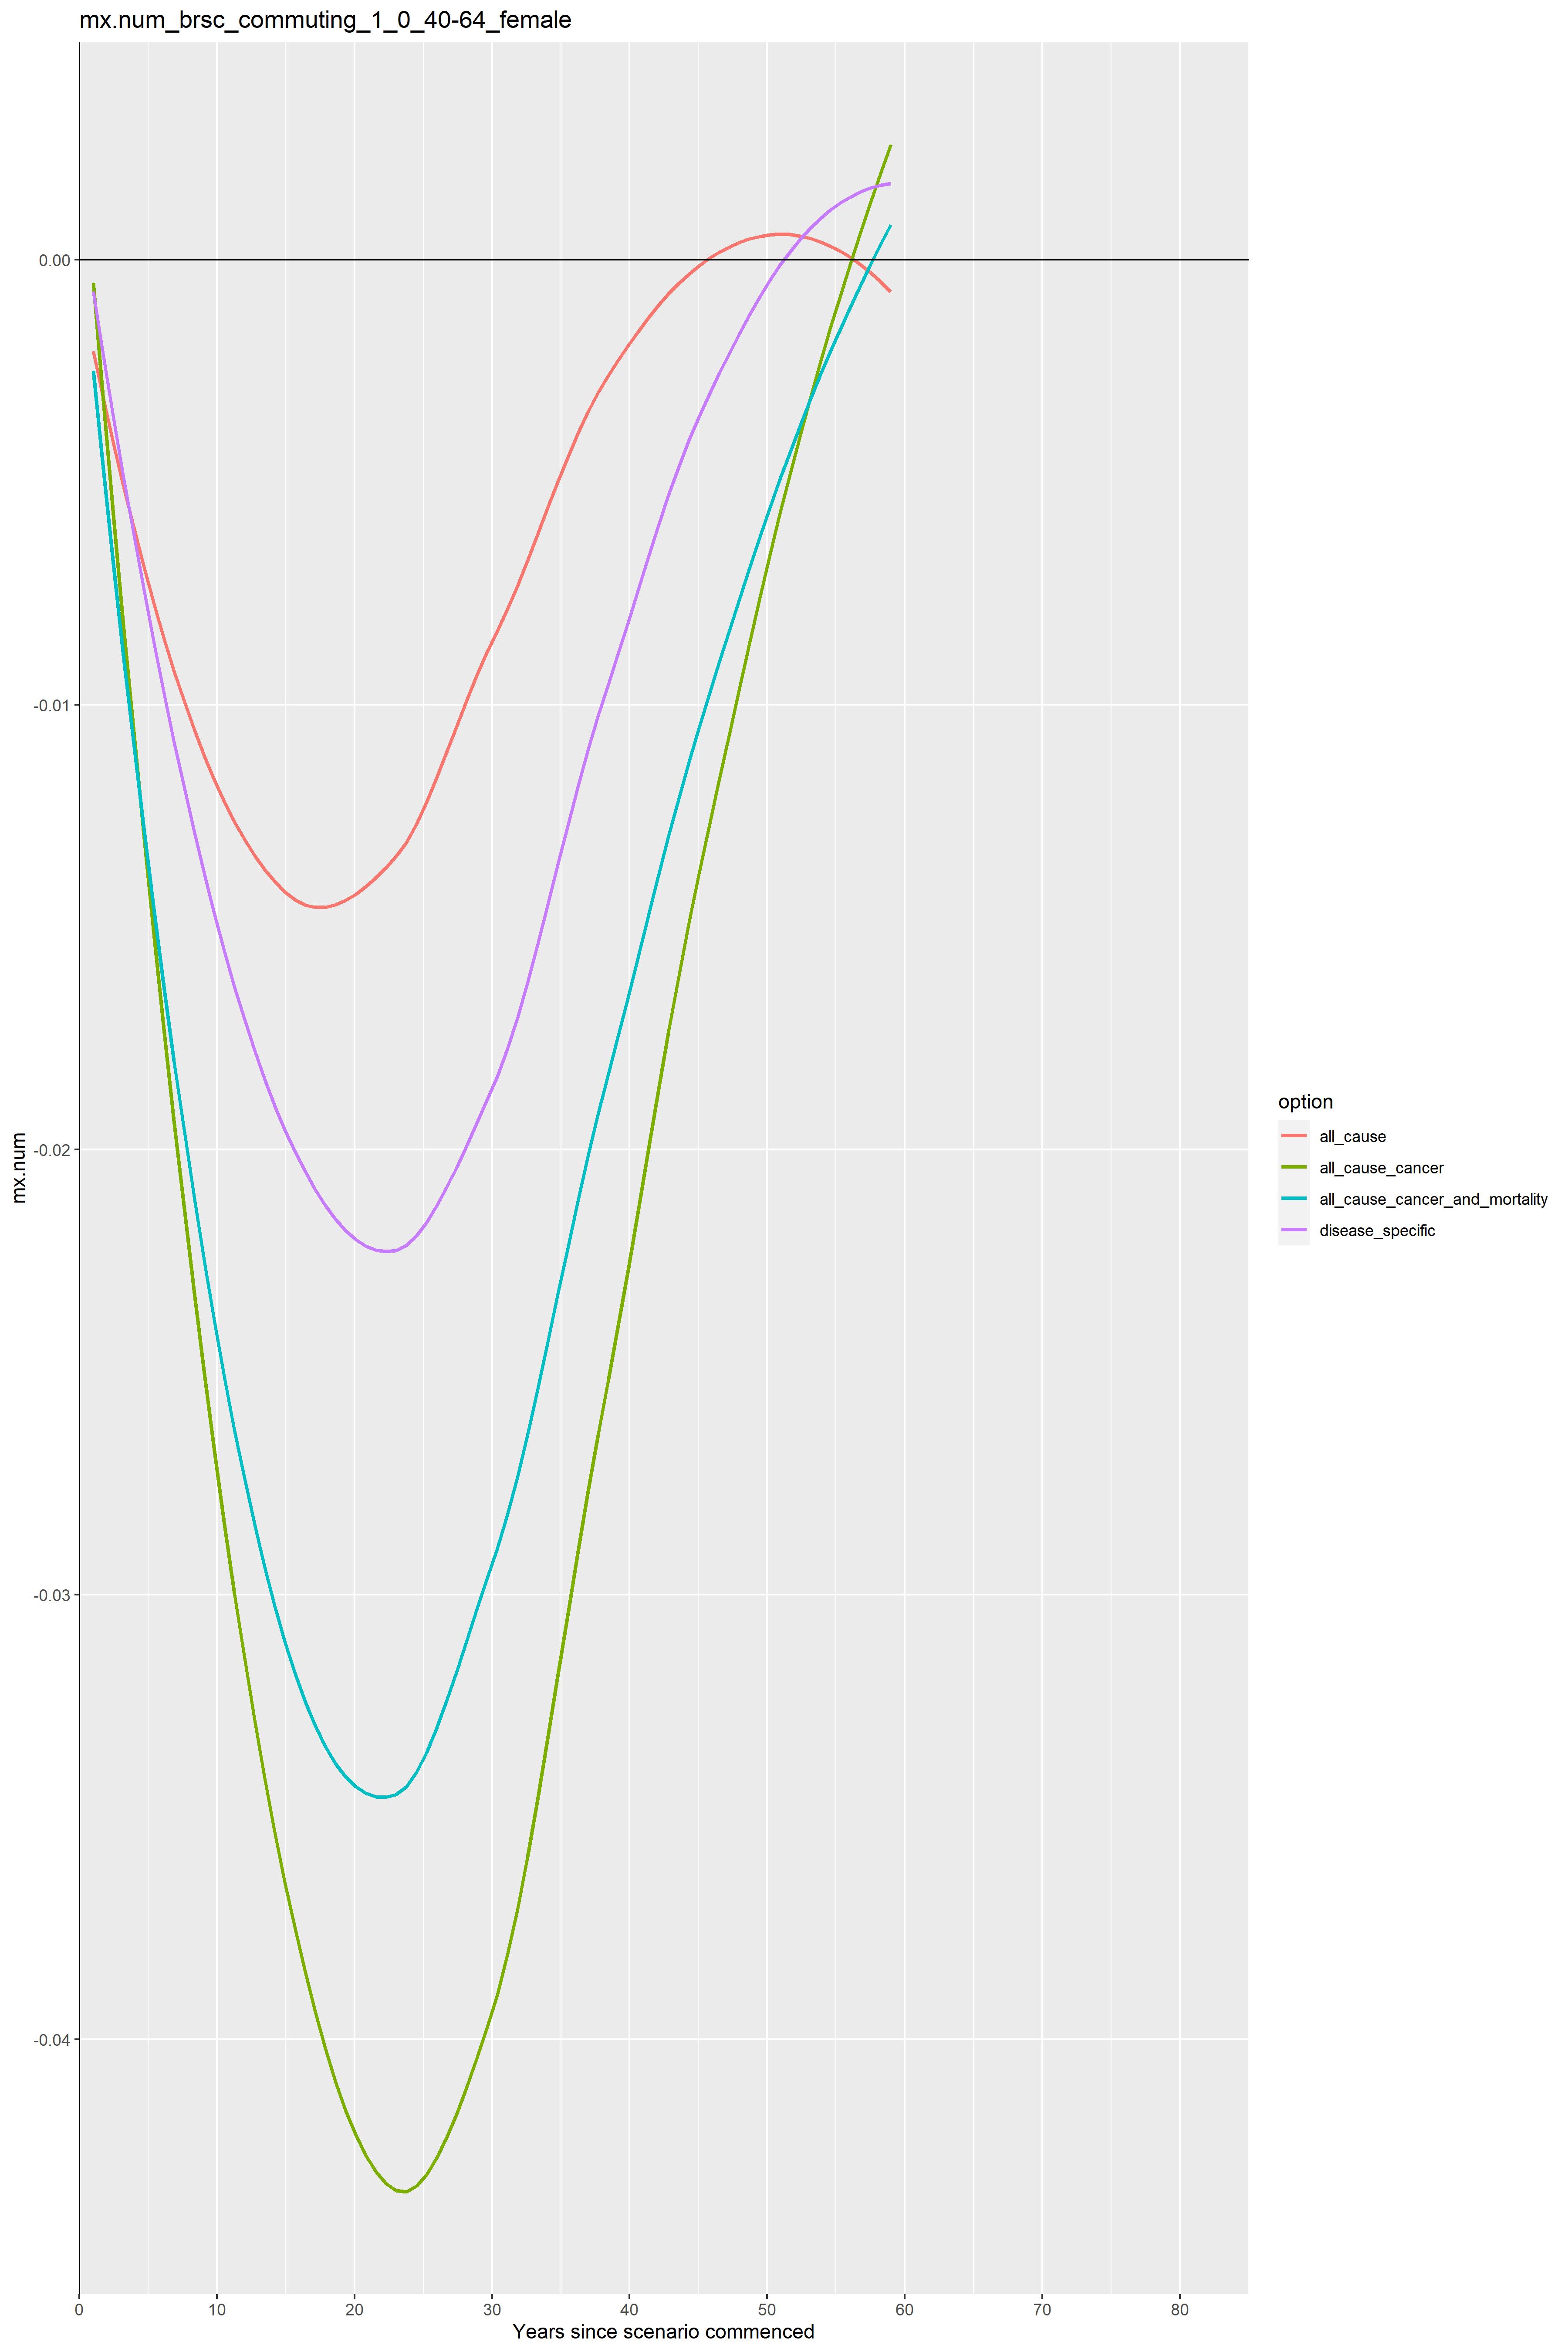 mx.num_brsc_commuting_1_0_40-64_female
0.00
-0.01
-0.02
-0.03
-0.04
mx.num
0 10 20 30 40 50 60 70 80
Years since scenario commenced
option
all_cause
all_cause_cancer
all_cause_cancer_and_mortality
disease_specific